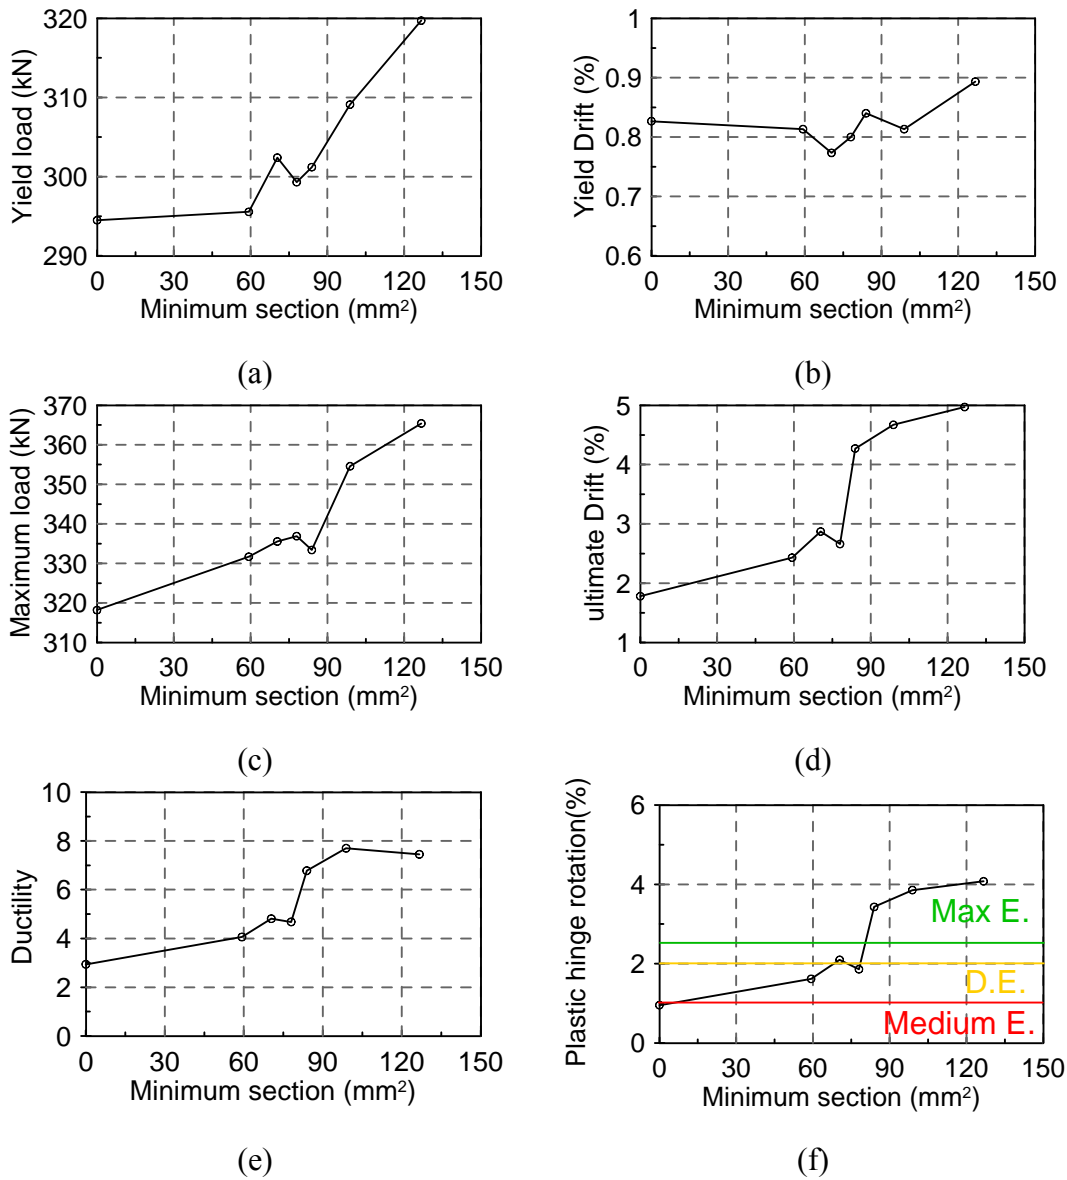 320
310
300
290
Yield load (kN)
0 30 60 90 120 150
Minimum section (mm²)
(a)
1
0.9
0.8
0.7
0.6
Yield Drift (%)
0 30 60 90 120 150
Minimum section (mm²)
(b)
370
360
350
340
330
320
310
Maximum load (kN)
0 30 60 90 120 150
Minimum section (mm²)
(c)
5
4
3
2
1
ultimate Drift (%)
0 30 60 90 120 150
Minimum section (mm²)
(d)
10
8
6
4
2
0
Ductility
0 30 60 90 120 150
Minimum section (mm²)
(e)
6
4
2
0
Plastic hinge rotation(%)
Max E.
D.E.
Medium E.
0 30 60 90 120 150
Minimum section (mm²)
(f)